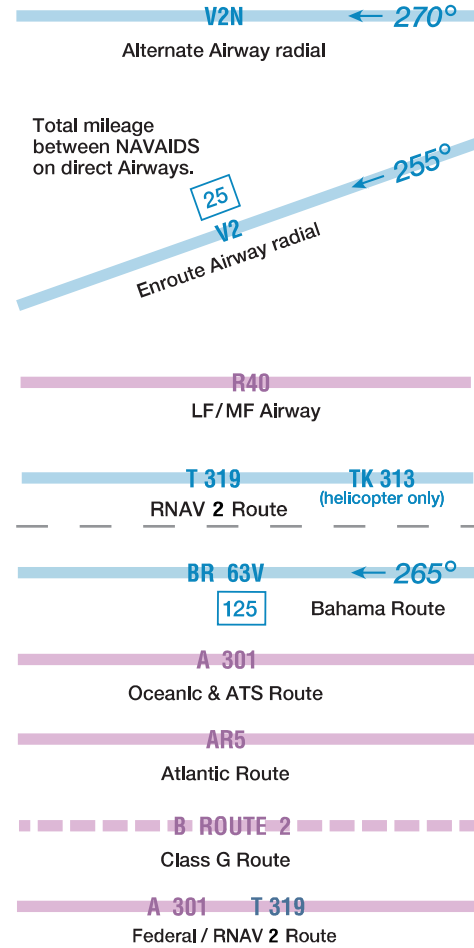 V2N ← 270°
Alternate Airway radial
Total mileage
between NAVAIDS
on direct Airways.
← 255°
25
V2
Enroute Airway radial
R40
LF/MF Airway
T 319 TK 313
RNAV 2 Route (helicopter only)
BR 63V ← 265°
125 Bahama Route
A 301
Oceanic & ATS Route
AR5
Atlantic Route
B ROUTE 2
Class G Route
A 301 T 319
Federal / RNAV 2 Route